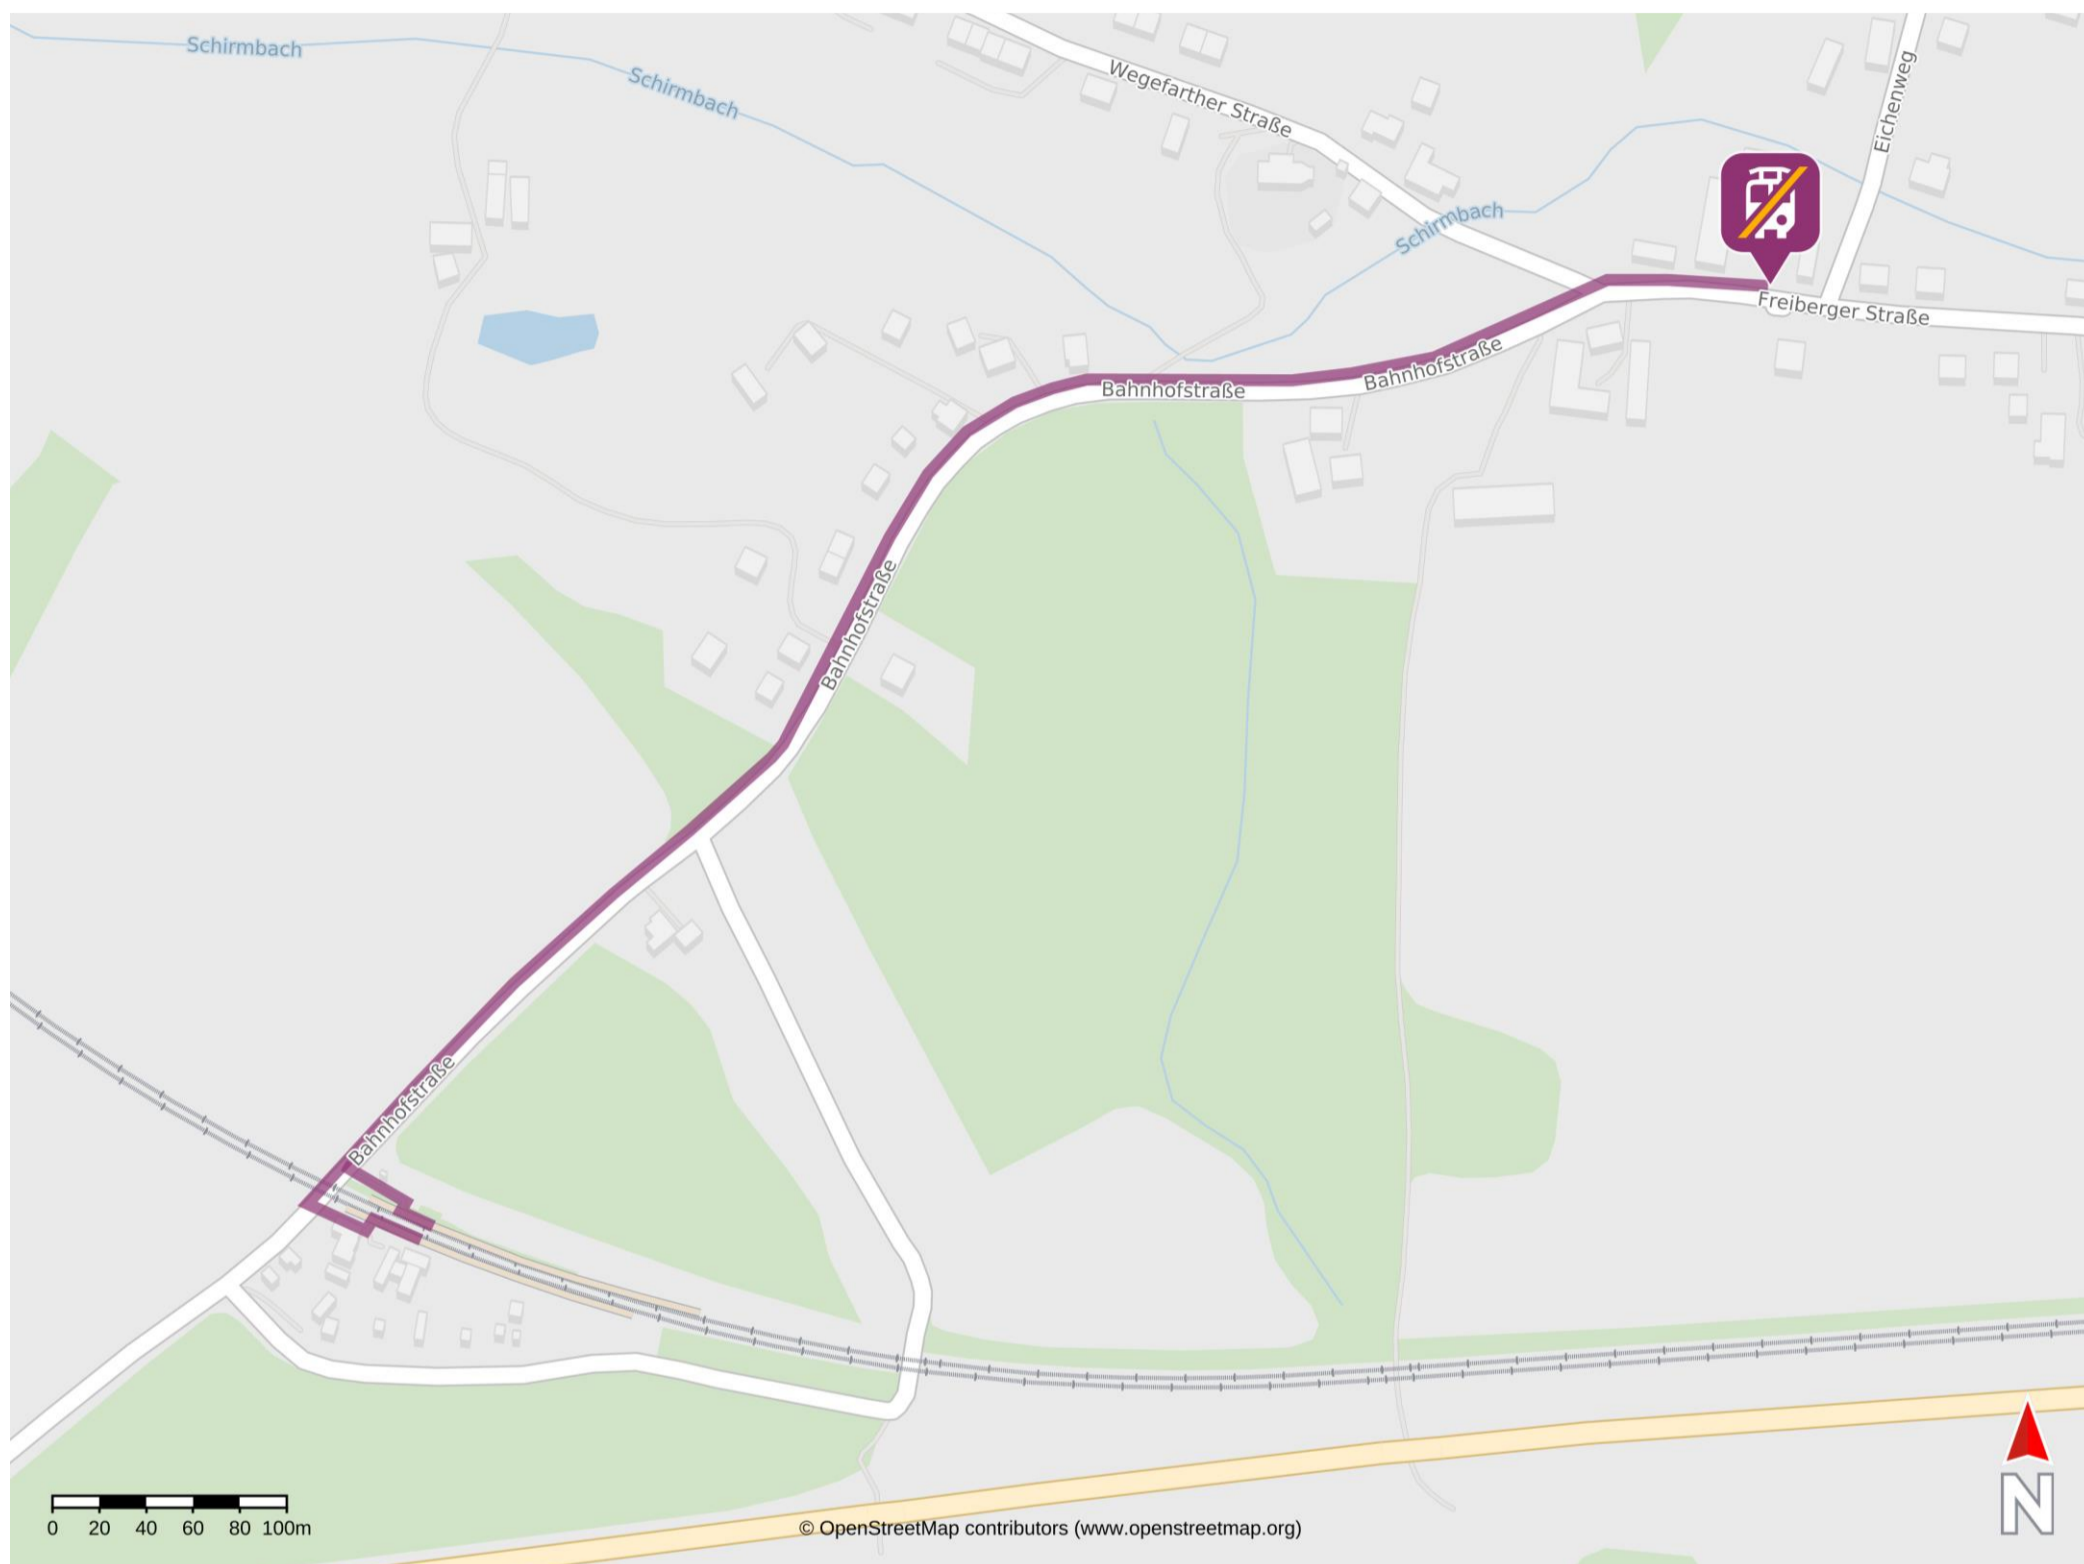 Schirmbach
Schirmbach
Wegefarther Straße
Eichenweg
Schirmbach
Freiberger Straße
Bahnhofstraße
Bahnhofstraße
Bahnhofstraße
Bahnhofstraße
0 20 40 60 80 100m
© OpenStreetMap contributors (www.openstreetmap.org)
N